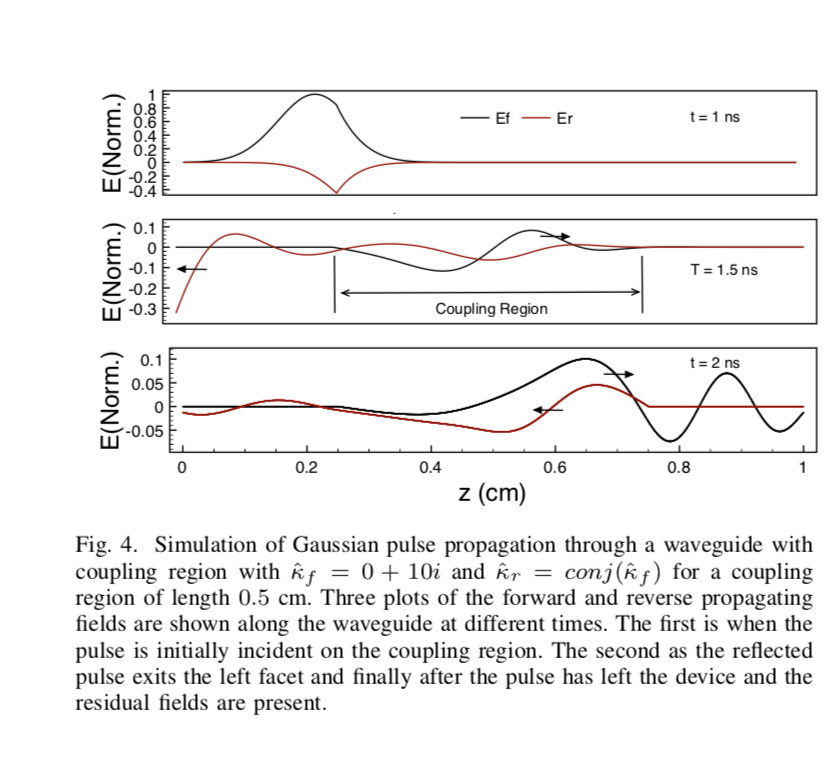 E(Norm.)
1
0.8
0.6
0.4
0.2
0
-0.2
-0.4
Ef
Er
t = 1 ns
E(Norm.)
0.1
0
-0.1
-0.2
-0.3
T = 1.5 ns
Coupling Region
E(Norm.)
0.1
0.05
0
-0.05
t = 2 ns
0 0.2 0.4 0.6 0.8 1
z (cm)
Fig. 4. Simulation of Gaussian pulse propagation through a waveguide with
coupling region with κ̂f = 0 + 10i and κ̂r = conj(κ̂f) for a coupling
region of length 0.5 cm. Three plots of the forward and reverse propagating
fields are shown along the waveguide at different times. The first is when the
pulse is initially incident on the coupling region. The second as the reflected
pulse exits the left facet and finally after the pulse has left the device and the
residual fields are present.